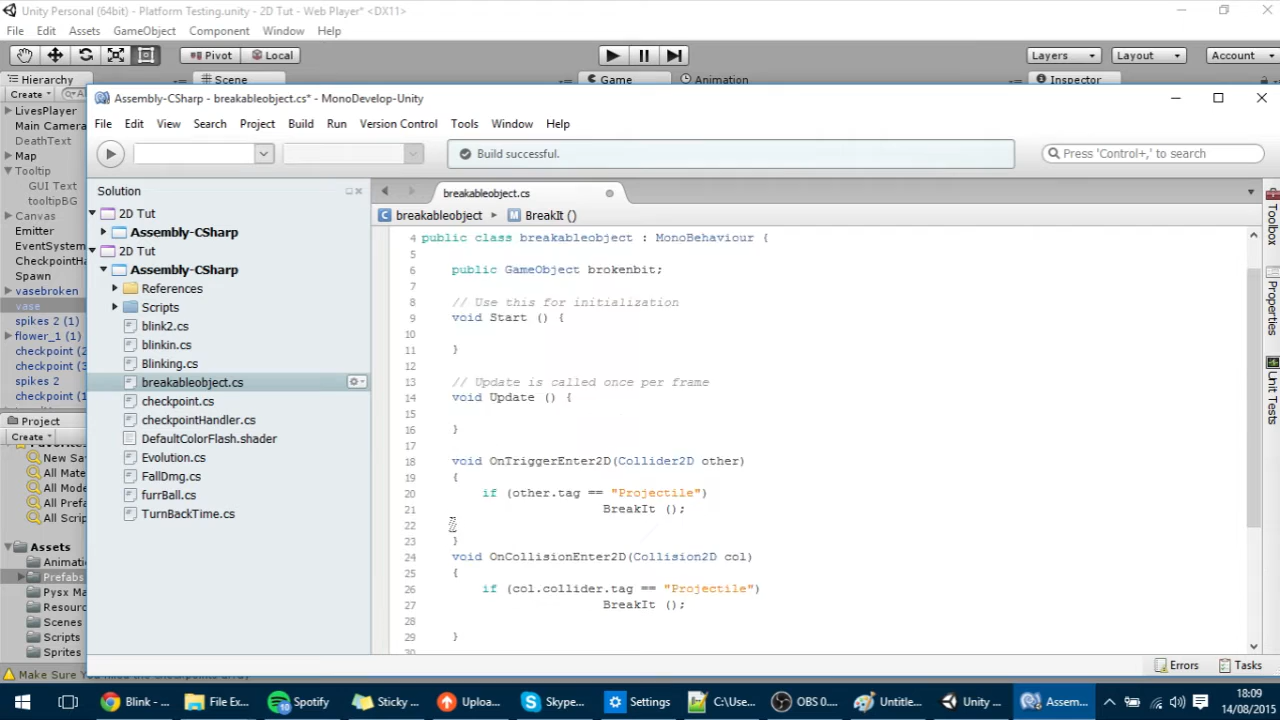 Unity Personal (64bit) - Platform Testing.unity - 2D Tut - Web Player* <DX11>
File Edit Assets GameObject Component Window Help
Pivot Local Layers Layout Account
Hierarchy Scene Game Animation Inspector
Create All
LivesPlayer
Main Camera
DeathText
Map
Tooltip
GUI Text
tooltipBG
Canvas
Emitter
EventSystem
CheckpointHa
Spawn
vasebroken
vase
spikes 2 (1)
flower_1 (1)
checkpoint (2
checkpoint (3
spikes 2
checkpoint (1
Project
Create
New Sa
All Mate
All Mode
All Pref
All Scrip
Assets
Animati
Prefabs
Pysx Ma
Resourc
Scenes
Scripts
Sprites
Assembly-CSharp - breakableobject.cs* - MonoDevelop-Unity
File Edit View Search Project Build Run Version Control Tools Window Help
Build successful.
Press 'Control+,' to search
Solution
2D Tut
Assembly-CSharp
2D Tut
Assembly-CSharp
References
Scripts
blink2.cs
blinkin.cs
Blinking.cs
breakableobject.cs
checkpoint.cs
checkpointHandler.cs
DefaultColorFlash.shader
Evolution.cs
FallDmg.cs
furrBall.cs
TurnBackTime.cs
breakableobject.cs
breakableobject BreakIt ()
4 public class breakableobject : MonoBehaviour {
5
6 public GameObject brokenbit;
7
8 // Use this for initialization
9 void Start () {
10
11 }
12
13 // Update is called once per frame
14 void Update () {
15
16 }
17
18 void OnTriggerEnter2D(Collider2D other)
19 {
20 if (other.tag == "Projectile")
21 BreakIt ();
22
23 }
24 void OnCollisionEnter2D(Collision2D col)
25 {
26 if (col.collider.tag == "Projectile")
27 BreakIt ();
28
29 }
Toolbox
Properties
Unit Tests
Errors Tasks
Make Sure You
Blink - ... File Ex... Spotify Sticky ... Uploa... Skype... Settings C:\Use... OBS 0.... Untitle... Unity ... Assem...
18:09
14/08/2015